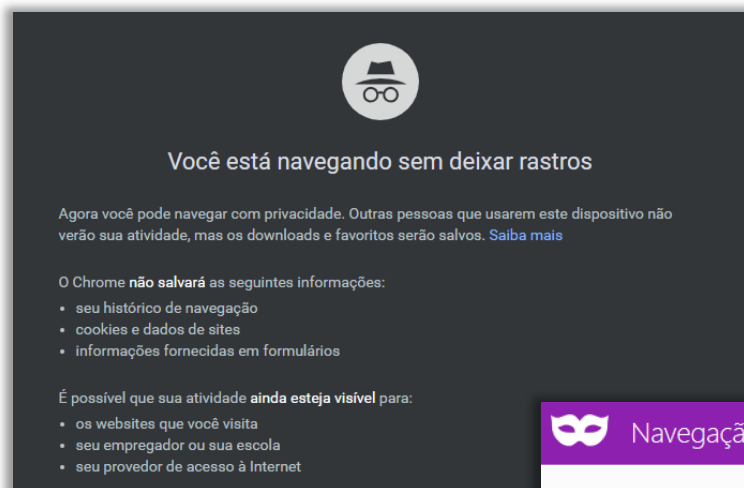 Você está navegando sem deixar rastros
Agora você pode navegar com privacidade. Outras pessoas que usarem este dispositivo não
verão sua atividade, mas os downloads e favoritos serão salvos. Saiba mais
O Chrome não salvará as seguintes informações:
• seu histórico de navegação
• cookies e dados de sites
• informações fornecidas em formulários
É possível que sua atividade ainda esteja visível para:
• os websites que você visita
• seu empregador ou sua escola
• seu provedor de acesso à Internet
Navegaçã